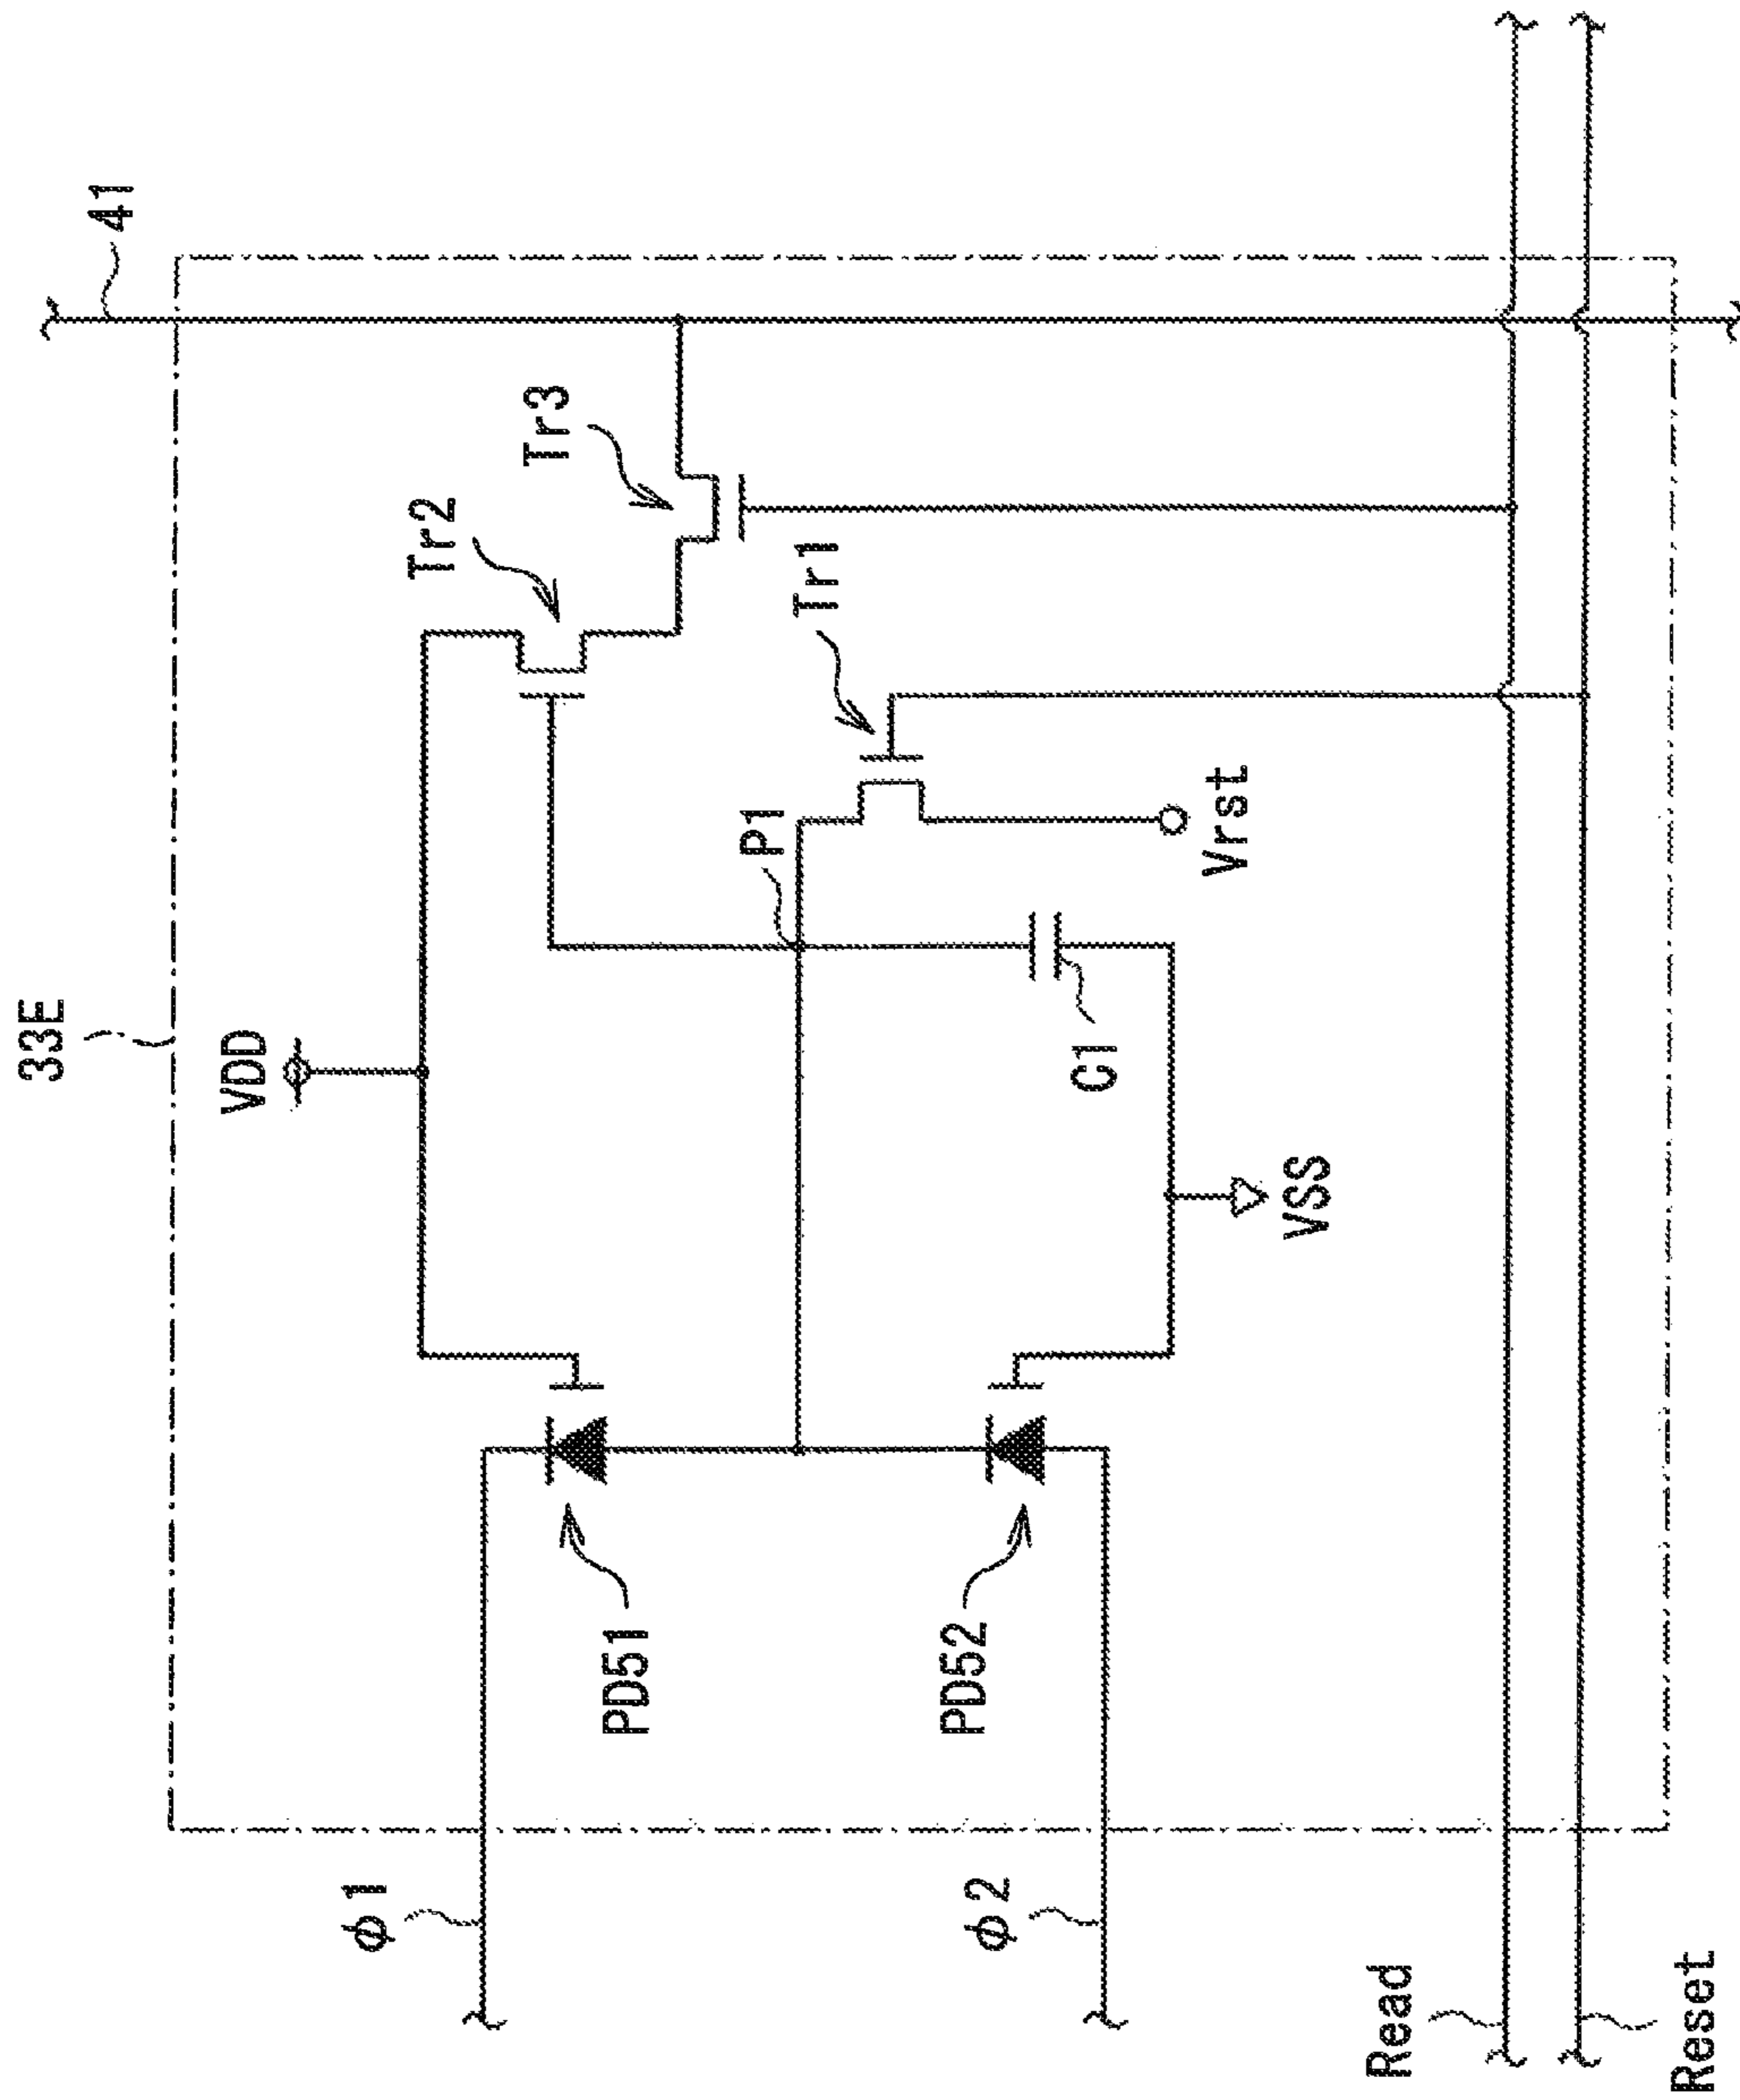 33E
41
VDD
Tr2
Tr3
φ1
PD51
P1
Tr1
φ2
PD52
C1
Vrst
VSS
Read
Reset